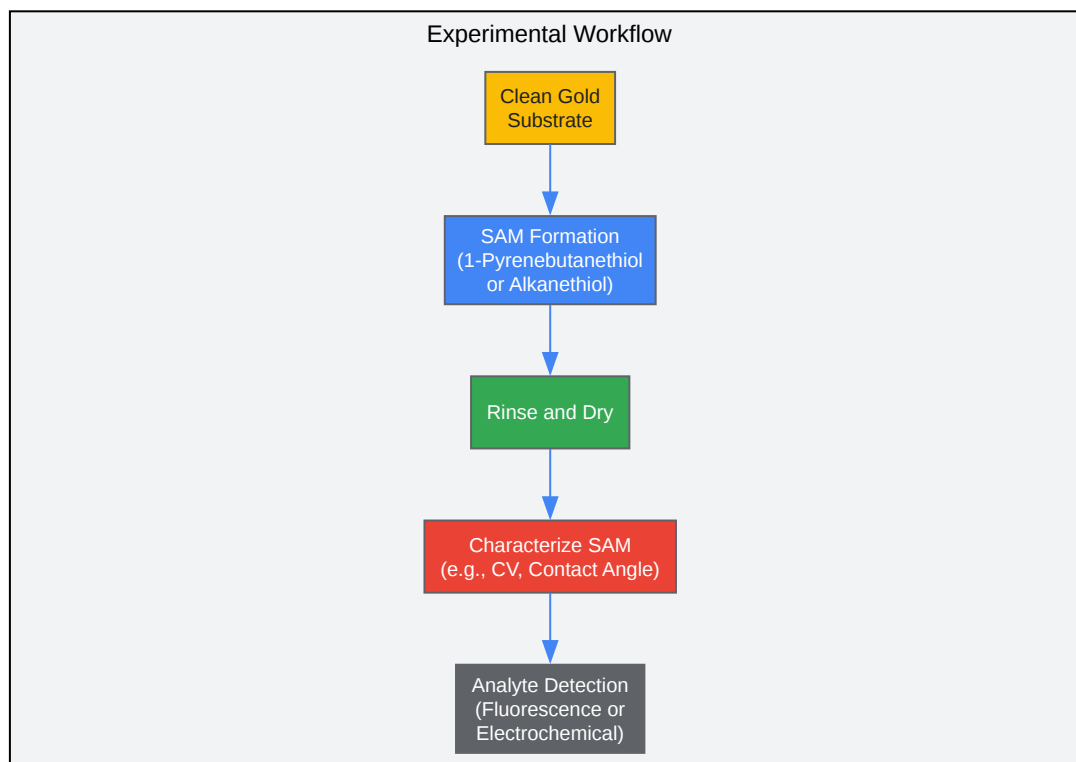 Experimental Workflow
Clean Gold
Substrate
SAM Formation
(1-Pyrenebutanethiol
or Alkanethiol)
Rinse and Dry
Characterize SAM
(e.g., CV, Contact Angle)
Analyte Detection
(Fluorescence or
Electrochemical)